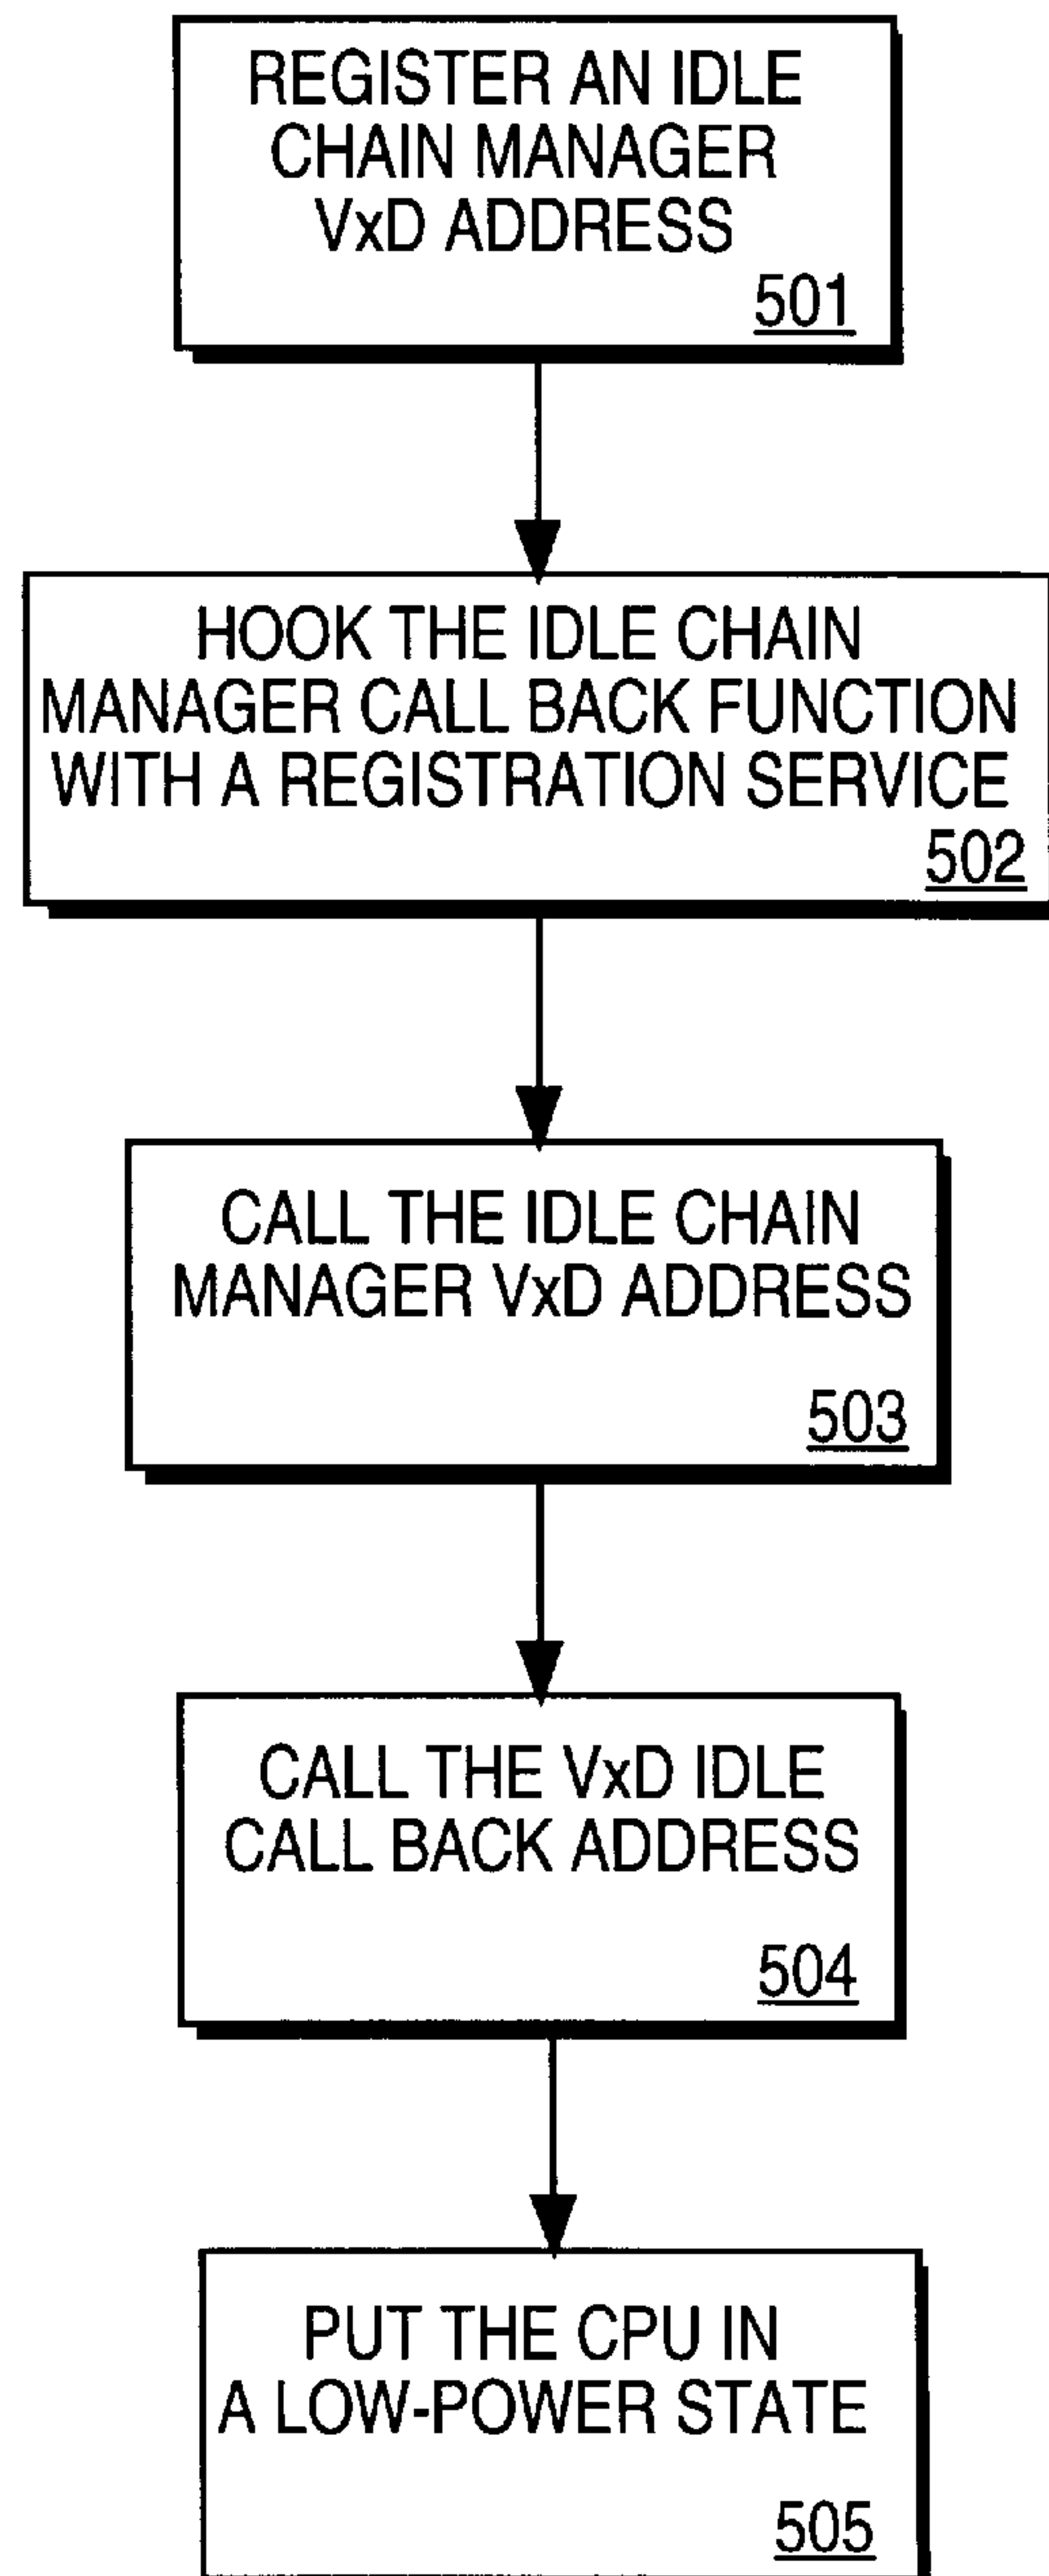 REGISTER AN IDLE
CHAIN MANAGER
VxD ADDRESS
501
HOOK THE IDLE CHAIN
MANAGER CALL BACK FUNCTION
WITH A REGISTRATION SERVICE
502
CALL THE IDLE CHAIN
MANAGER VxD ADDRESS
503
CALL THE VxD IDLE
CALL BACK ADDRESS
504
PUT THE CPU IN
A LOW-POWER STATE
505